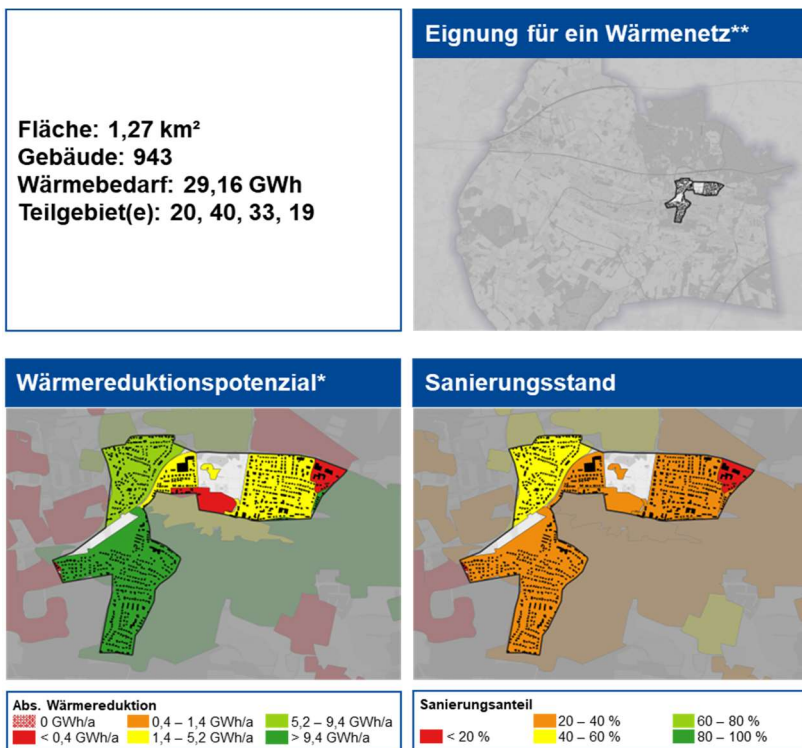 Fläche: 1,27 km²
Gebäude: 943
Wärmebedarf: 29,16 GWh
Teilgebiet(e): 20, 40, 33, 19
Eignung für ein Wärmenetz**
Wärmereduktionspotenzial*
Sanierungsstand
Abs. Wärmereduktion
0 GWh/a
0,4 – 1,4 GWh/a
5,2 – 9,4 GWh/a
< 0,4 GWh/a
1,4 – 5,2 GWh/a
> 9,4 GWh/a
Sanierungsanteil
20 – 40 %
60 – 80 %
< 20 %
40 – 60 %
80 – 100 %